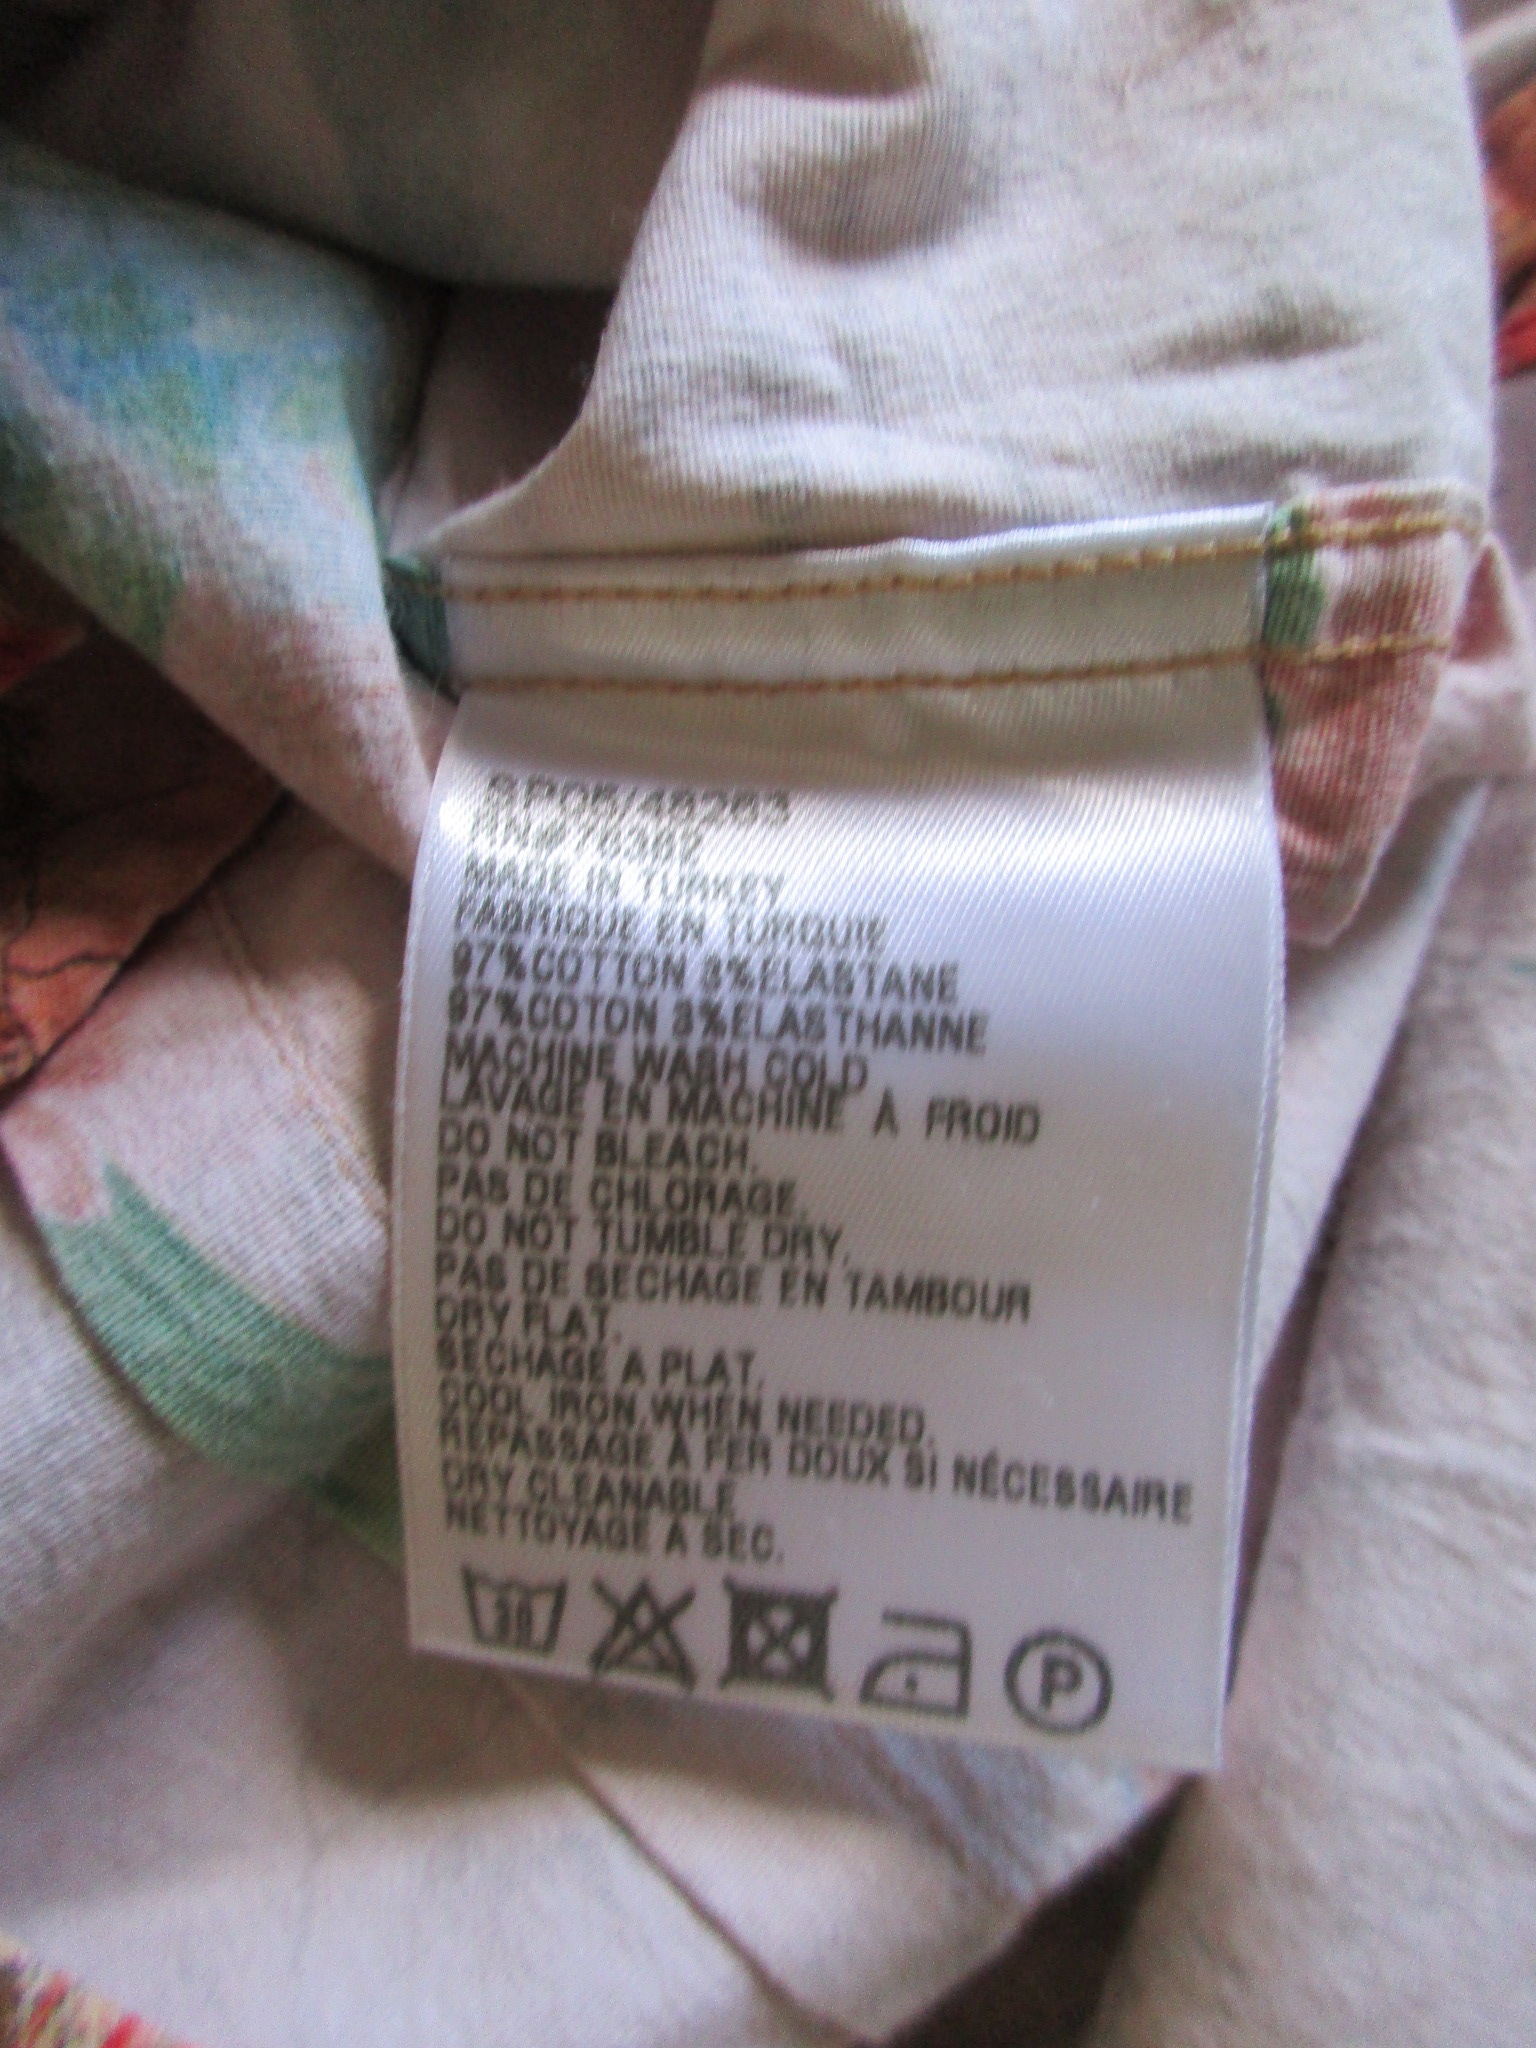 SP05/48283
MADE IN TURKEY
FABRIQUE EN TURQUIE
97%COTTON 3%ELASTANE
97%COTON 3%ELASTHANNE
MACHINE WASH COLD
LAVAGE EN MACHINE À FROID
DO NOT BLEACH.
PAS DE CHLORAGE.
DO NOT TUMBLE DRY.
PAS DE SECHAGE EN TAMBOUR
DRY FLAT.
SECHAGE A PLAT.
COOL IRON WHEN NEEDED.
REPASSAGE À FER DOUX SI NÉCESSAIRE
DRY CLEANABLE
NETTOYAGE A SEC.
30 P